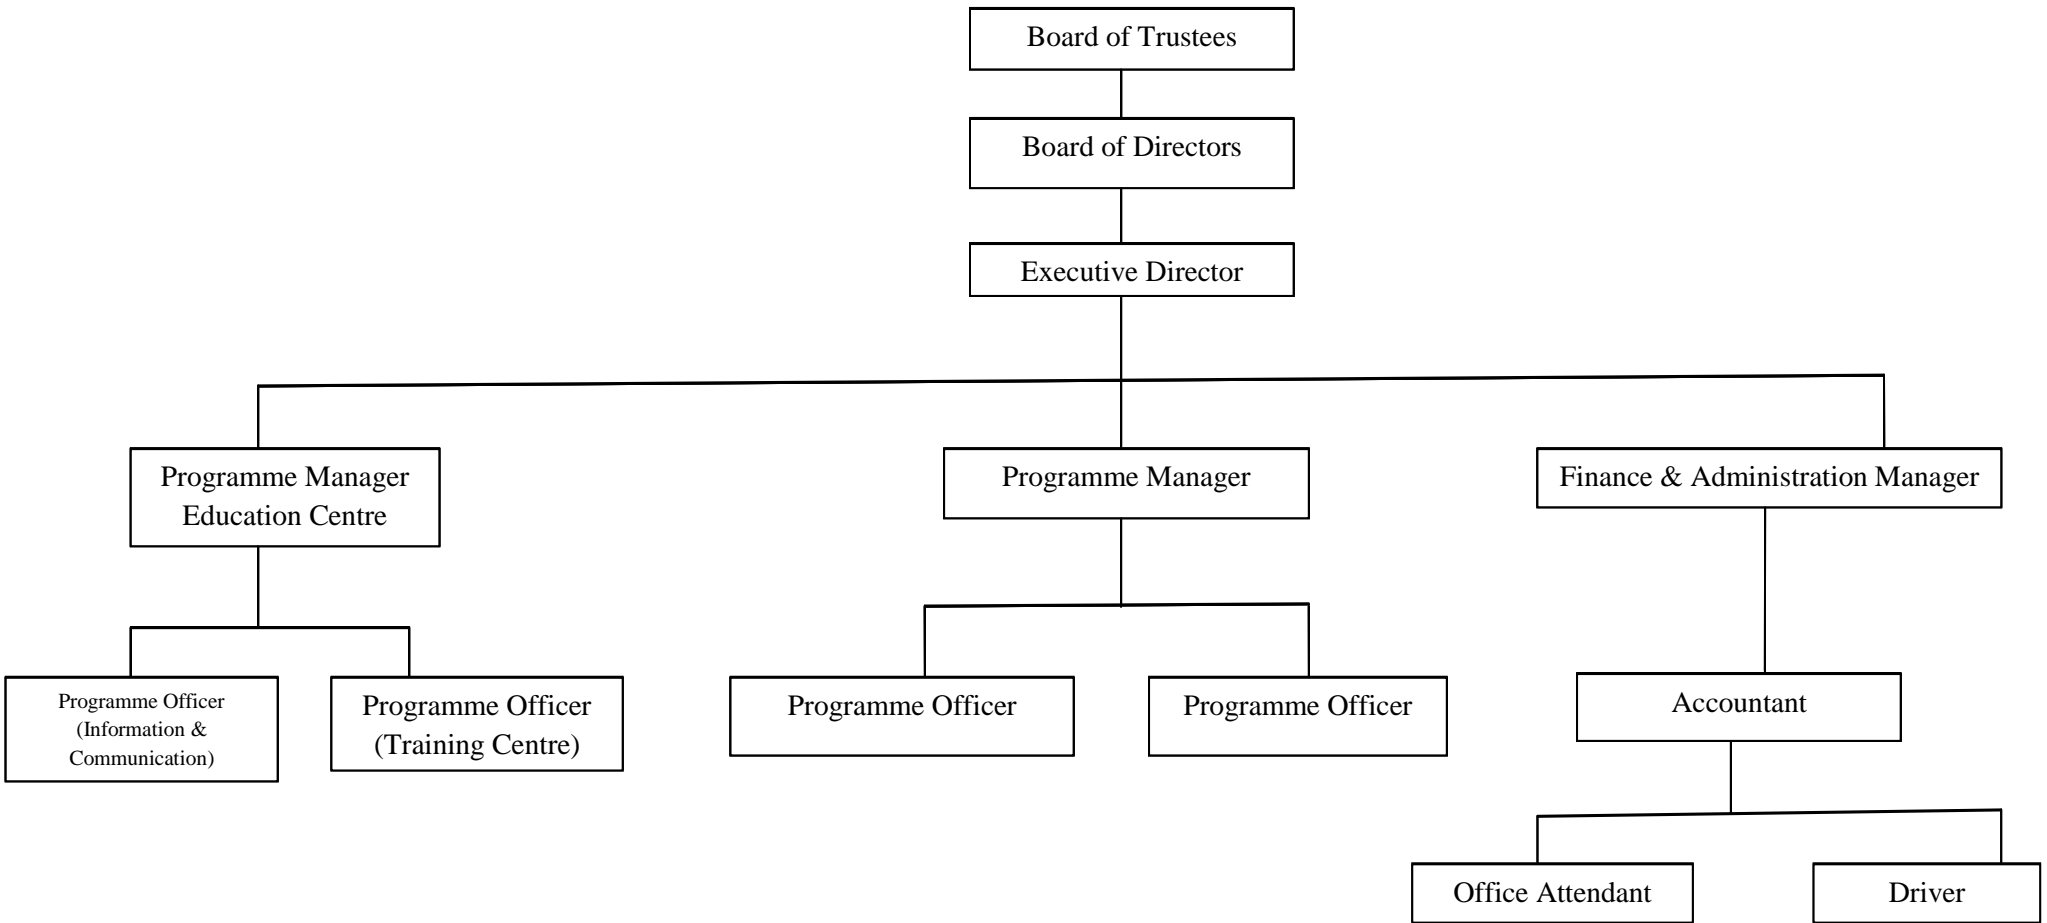 Board of Trustees
Board of Directors
Executive Director
Programme Manager
Education Centre
Programme Manager
Finance & Administration Manager
Programme Officer
(Information &
Communication)
Programme Officer
(Training Centre)
Programme Officer
Programme Officer
Accountant
Office Attendant
Driver